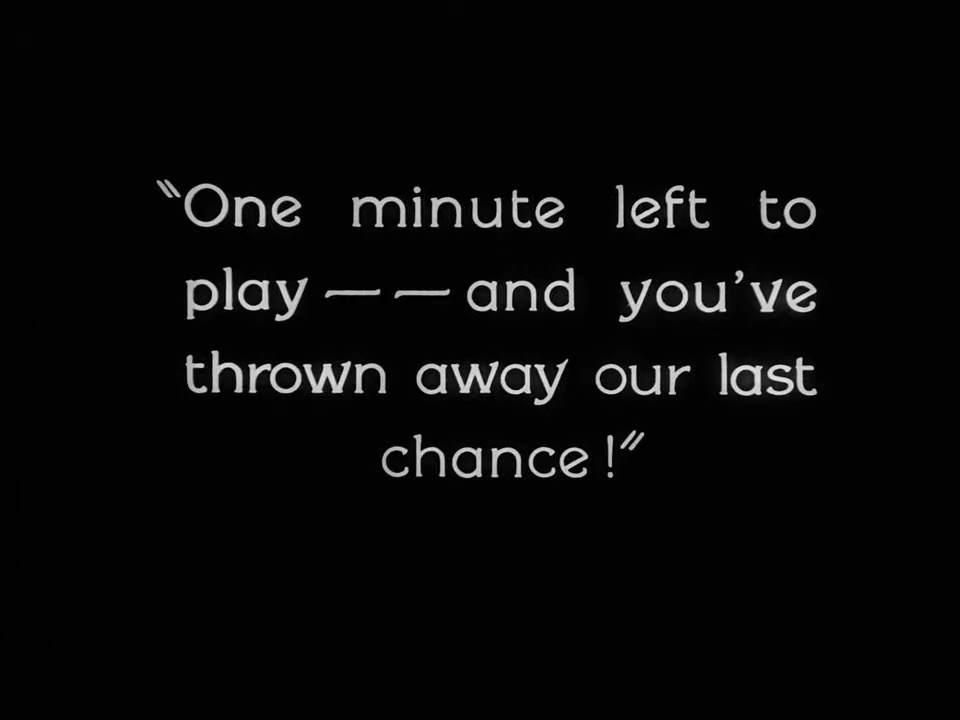 "One minute left to
play — — and you've
thrown away our last
chance!"